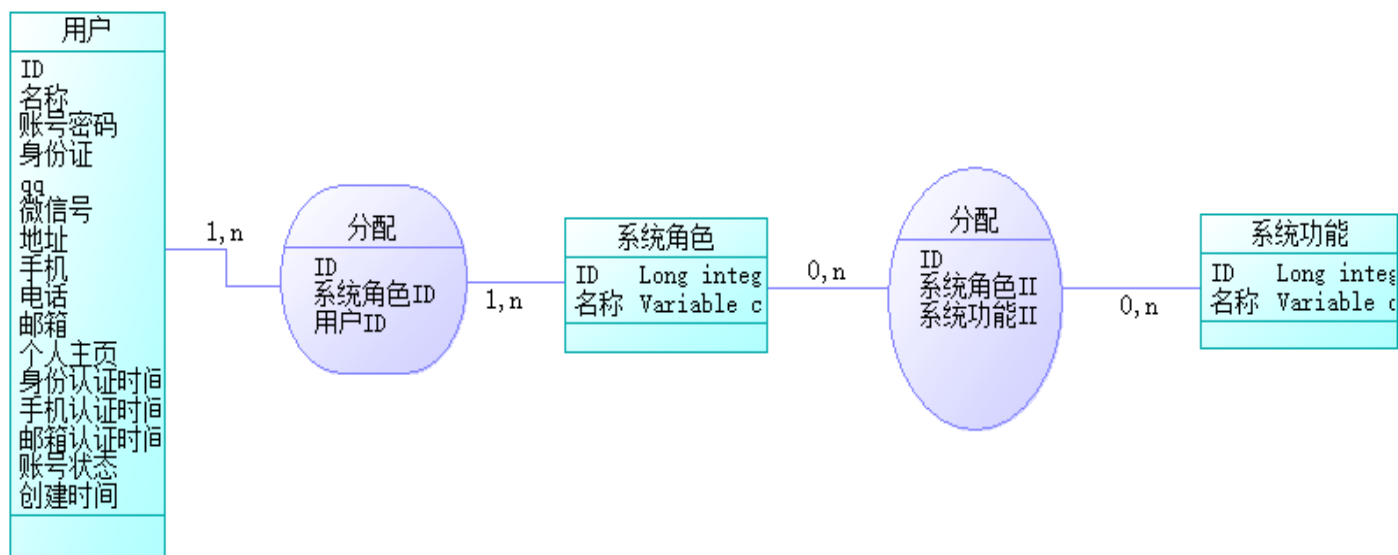 用户
ID
名称
账号密码
身份证
qq
微信号
地址
手机
电话
邮箱
个人主页
身份认证时间
手机认证时间
邮箱认证时间
账号状态
创建时间
1,n
分配
ID
系统角色ID
用户ID
1,n
系统角色
ID Long integ
名称 Variable c
0,n
分配
ID
系统角色II
系统功能II
0,n
系统功能
ID Long integ
名称 Variable c